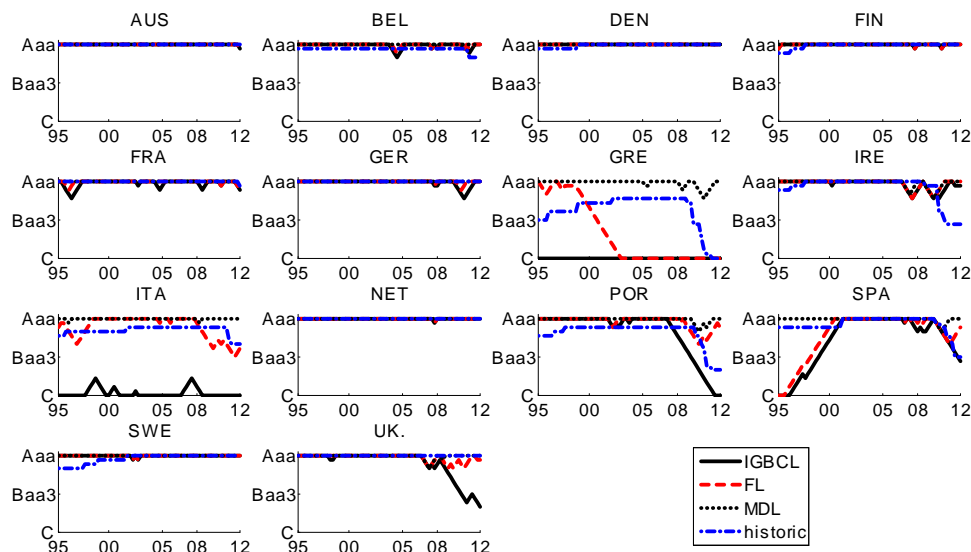 AUS BEL DEN FIN
Aaa Aaa Aaa Aaa
Baa3 Baa3 Baa3 Baa3
C C C C
95 00 05 08 12 95 00 05 08 12 95 00 05 08 12 95 00 05 08 12
FRA GER GRE IRE
Aaa Aaa Aaa Aaa
Baa3 Baa3 Baa3 Baa3
C C C C
95 00 05 08 12 95 00 05 08 12 95 00 05 08 12 95 00 05 08 12
ITA NET POR SPA
Aaa Aaa Aaa Aaa
Baa3 Baa3 Baa3 Baa3
C C C C
95 00 05 08 12 95 00 05 08 12 95 00 05 08 12 95 00 05 08 12
SWE UK.
Aaa Aaa
Baa3 Baa3
C C
95 00 05 08 12 95 00 05 08 12
IGBCL
FL
MDL
historic